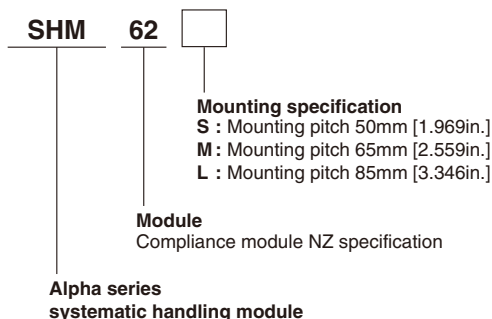 SHM 62
Mounting specification
S : Mounting pitch 50mm [1.969in.]
M : Mounting pitch 65mm [2.559in.]
L : Mounting pitch 85mm [3.346in.]
Module
Compliance module NZ specification
Alpha series
systematic handling module